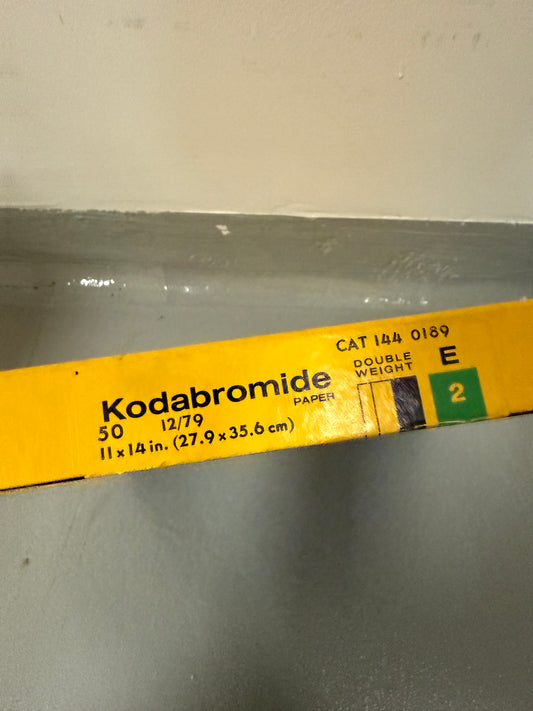 CAT 144 0189
Kodabromide
PAPER
DOUBLE
WEIGHT
E
2
50 12/79
11 x 14 in. (27.9 x 35.6 cm)